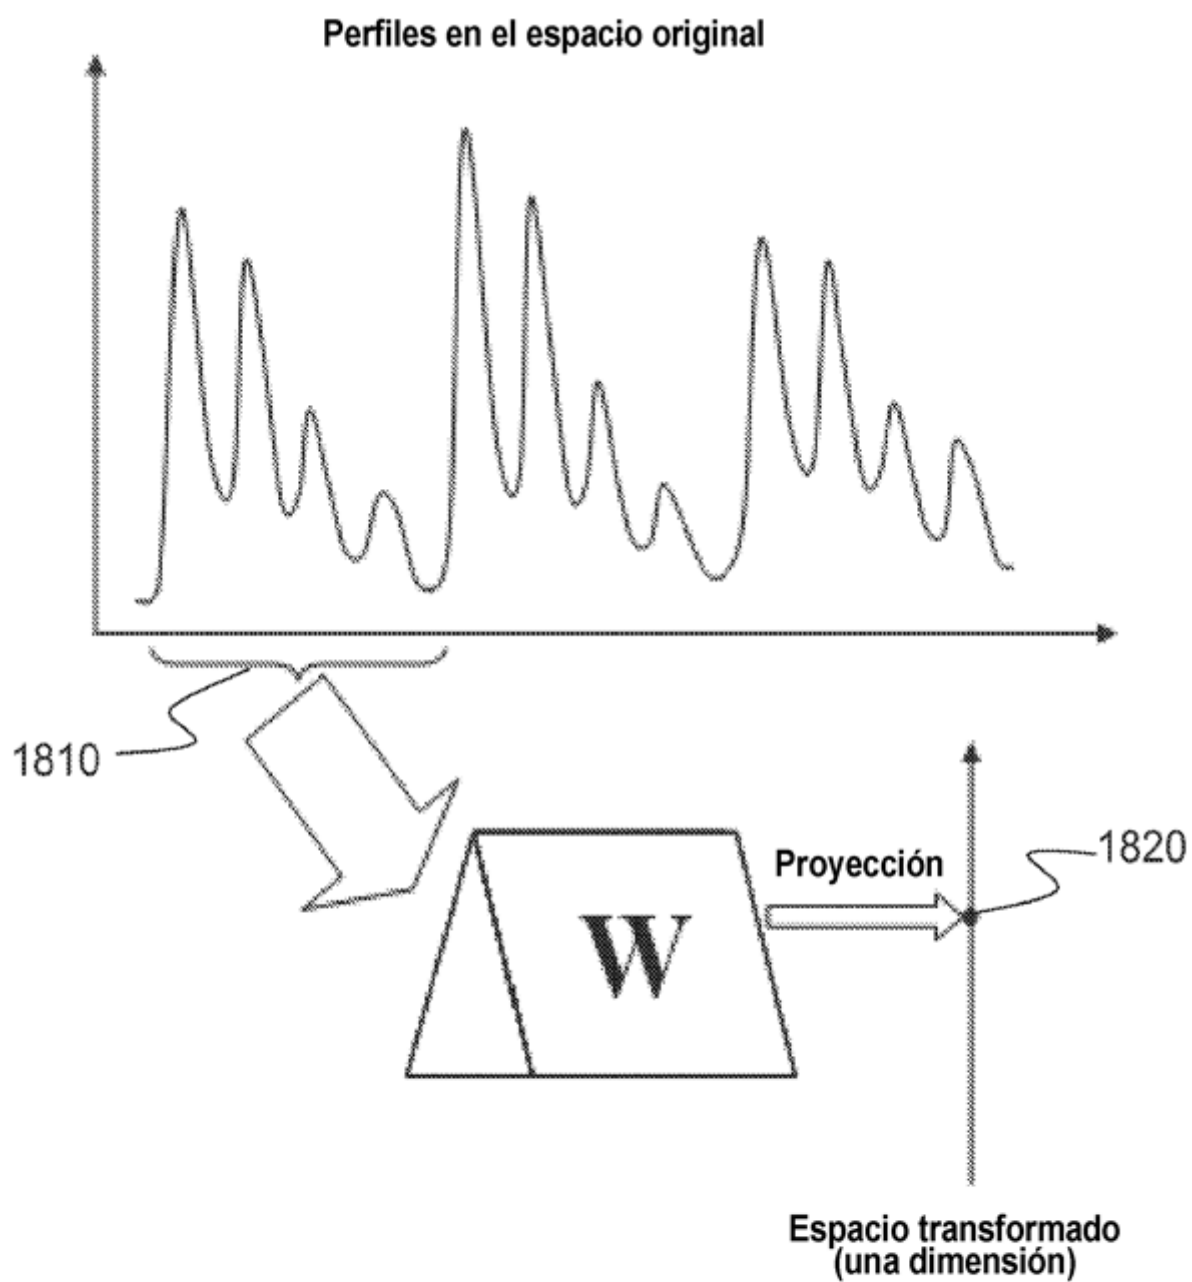 Perfiles en el espacio original
1810
1820
Proyección
W
Espacio transformado
(una dimensión)